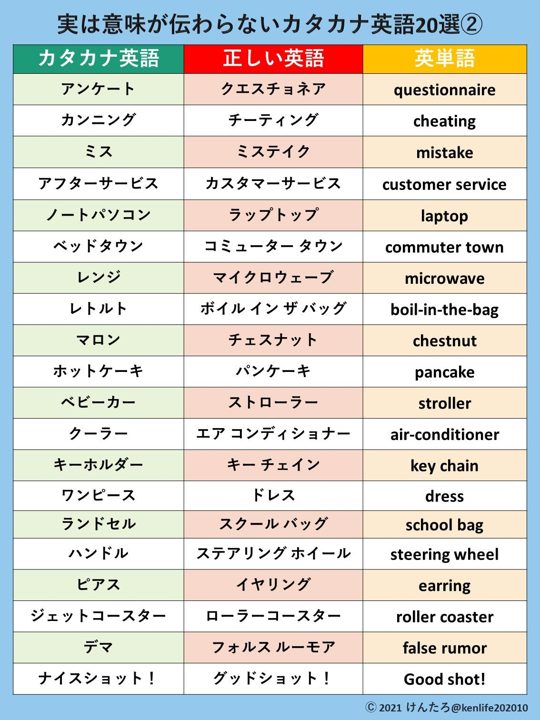 実は意味が伝わらないカタカナ英語20選②
カタカナ英語 正しい英語 英単語
アンケート クエスチョネア questionnaire
カンニング チーティング cheating
ミス ミステイク mistake
アフターサービス カスタマーサービス customer service
ノートパソコン ラップトップ laptop
ベッドタウン コミューター タウン commuter town
レンジ マイクロウェーブ microwave
レトルト ボイル イン ザ バッグ boil-in-the-bag
マロン チェスナット chestnut
ホットケーキ パンケーキ pancake
ベビーカー ストローラー stroller
クーラー エア コンディショナー air-conditioner
キーホルダー キー チェイン key chain
ワンピース ドレス dress
ランドセル スクール バッグ school bag
ハンドル ステアリング ホイール steering wheel
ピアス イヤリング earring
ジェットコースター ローラーコースター roller coaster
デマ フォルス ルーモア false rumor
ナイスショット！ グッドショット！ Good shot!
© 2021 けんたろ@kenlife202010